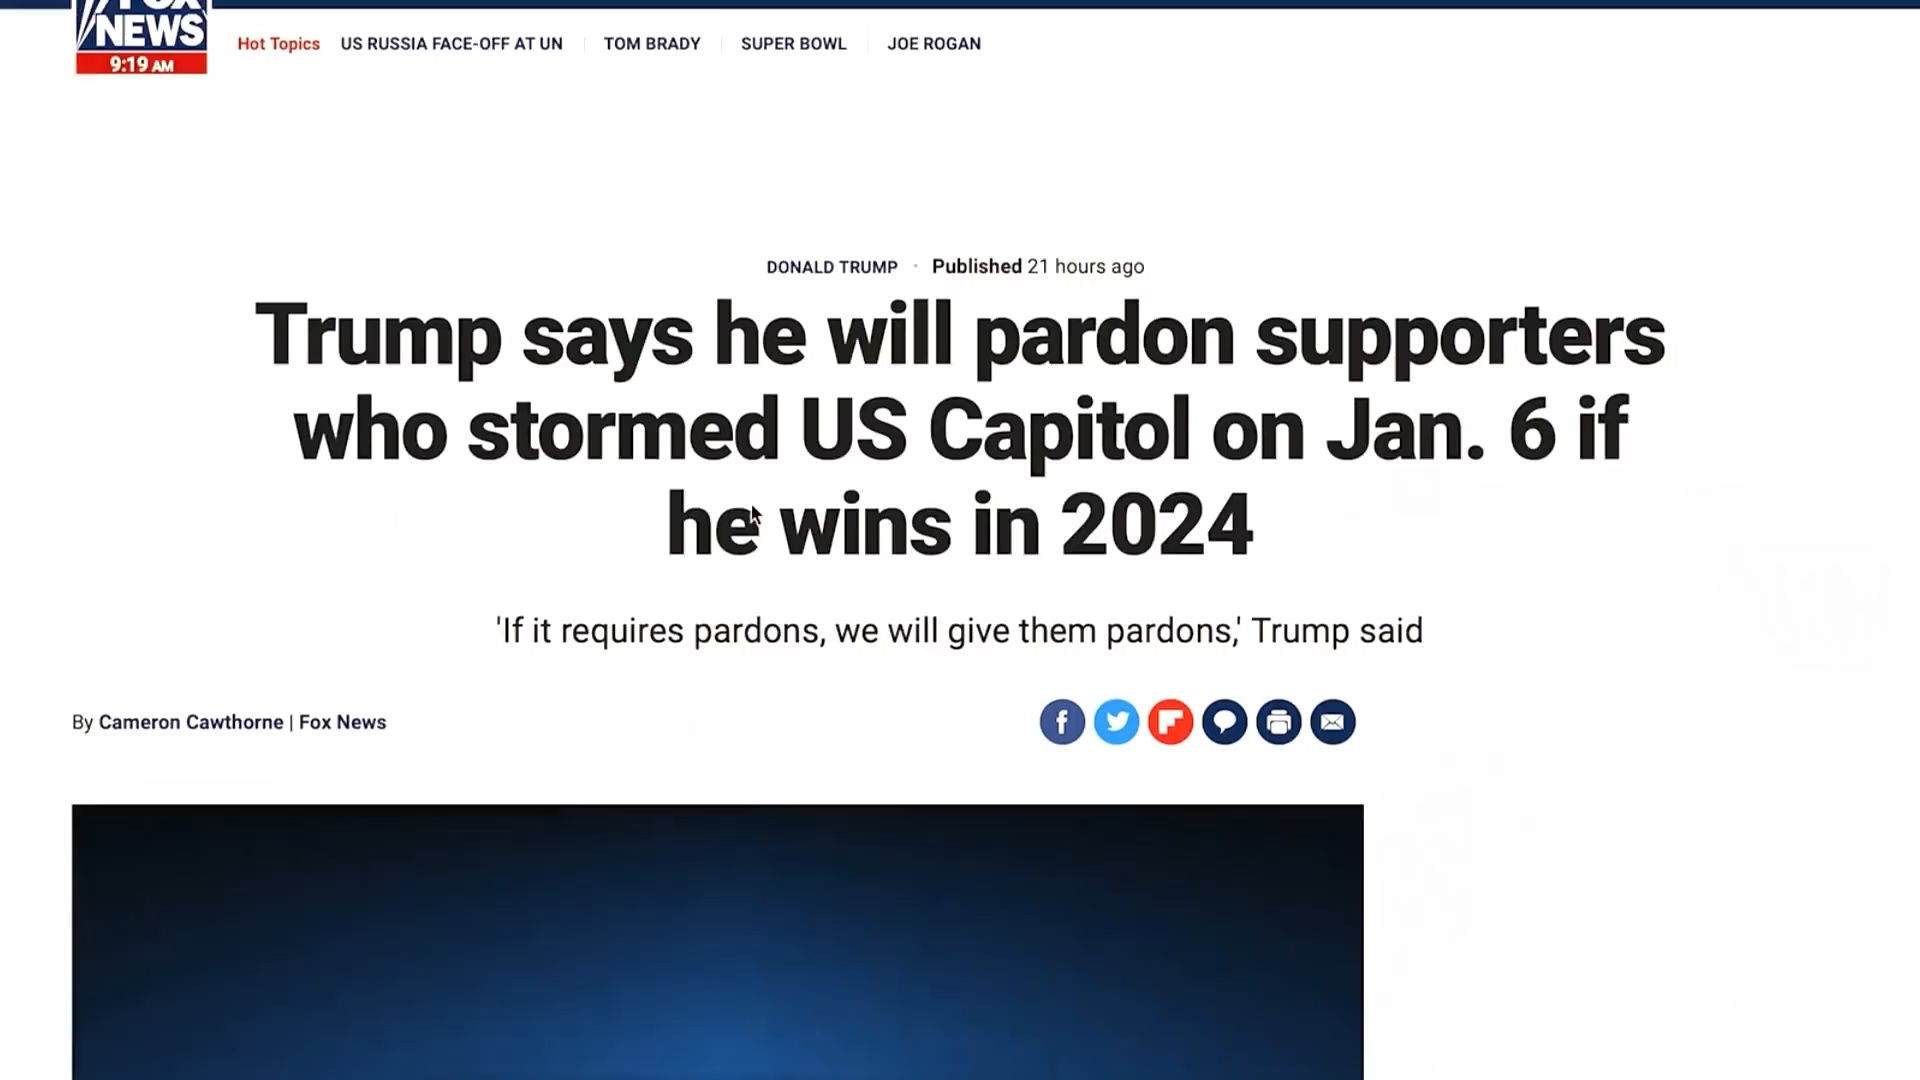 FOX
NEWS
9:19 AM
Hot Topics US RUSSIA FACE-OFF AT UN TOM BRADY SUPER BOWL JOE ROGAN
DONALD TRUMP · Published 21 hours ago
Trump says he will pardon supporters
who stormed US Capitol on Jan. 6 if
he wins in 2024
'If it requires pardons, we will give them pardons,' Trump said
By Cameron Cawthorne | Fox News